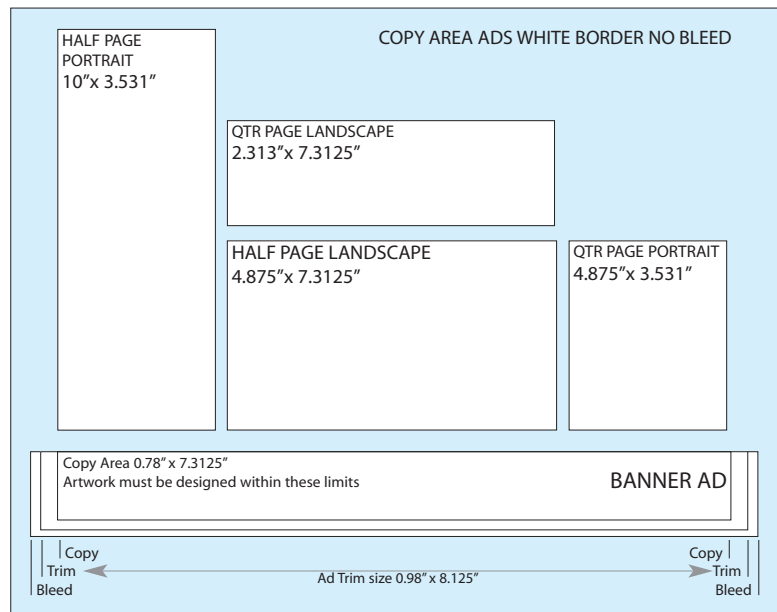 HALF PAGE
PORTRAIT
10”x 3.531”
COPY AREA ADS WHITE BORDER NO BLEED
QTR PAGE LANDSCAPE
2.313”x 7.3125”
HALF PAGE LANDSCAPE
4.875”x 7.3125”
QTR PAGE PORTRAIT
4.875”x 3.531”
Copy Area 0.78” x 7.3125”
Artwork must be designed within these limits
BANNER AD
Copy
Trim
Bleed
Ad Trim size 0.98” x 8.125”
Copy
Trim
Bleed